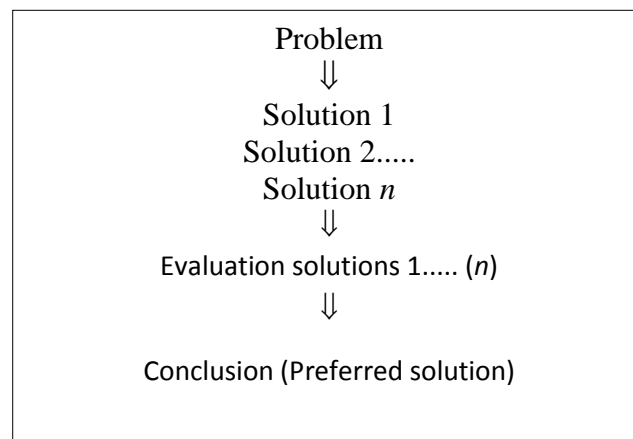 Problem
⇓
Solution 1
Solution 2.....
Solution n
⇓
Evaluation solutions 1..... (n)
⇓
Conclusion (Preferred solution)